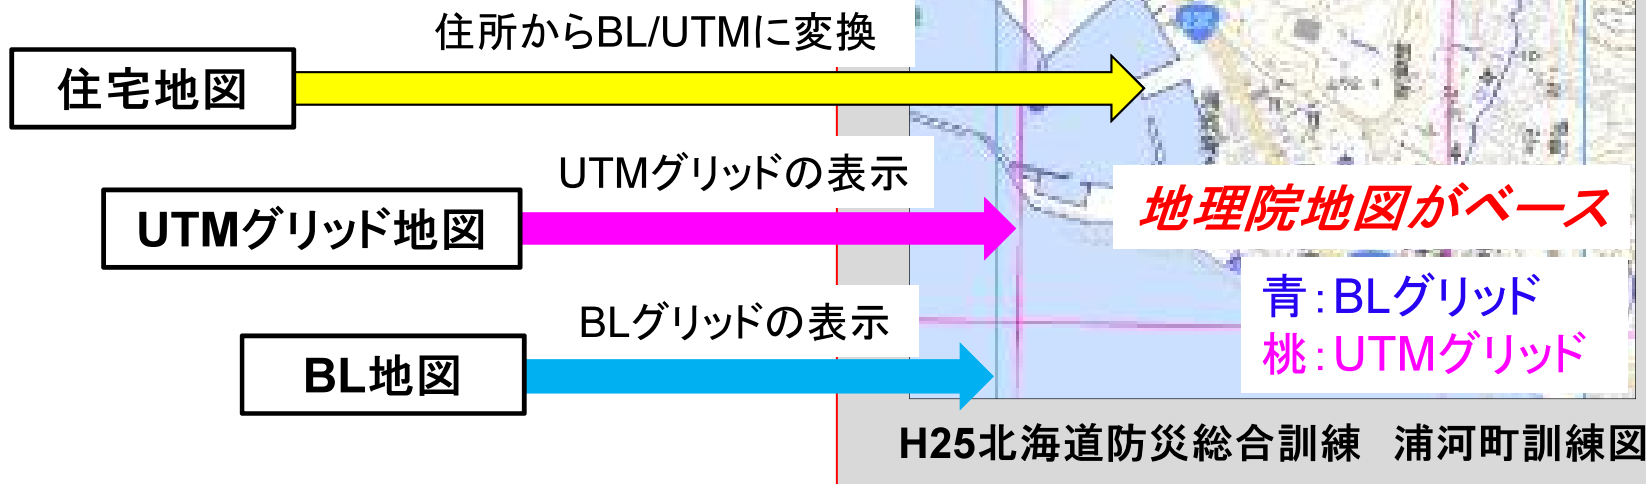 住所からBL/UTMに変換
住宅地図
UTMグリッドの表示
UTMグリッド地図
地理院地図がベース
BLグリッドの表示
BL地図
青：BLグリッド
桃：UTMグリッド
H25北海道防災総合訓練　浦河町訓練図